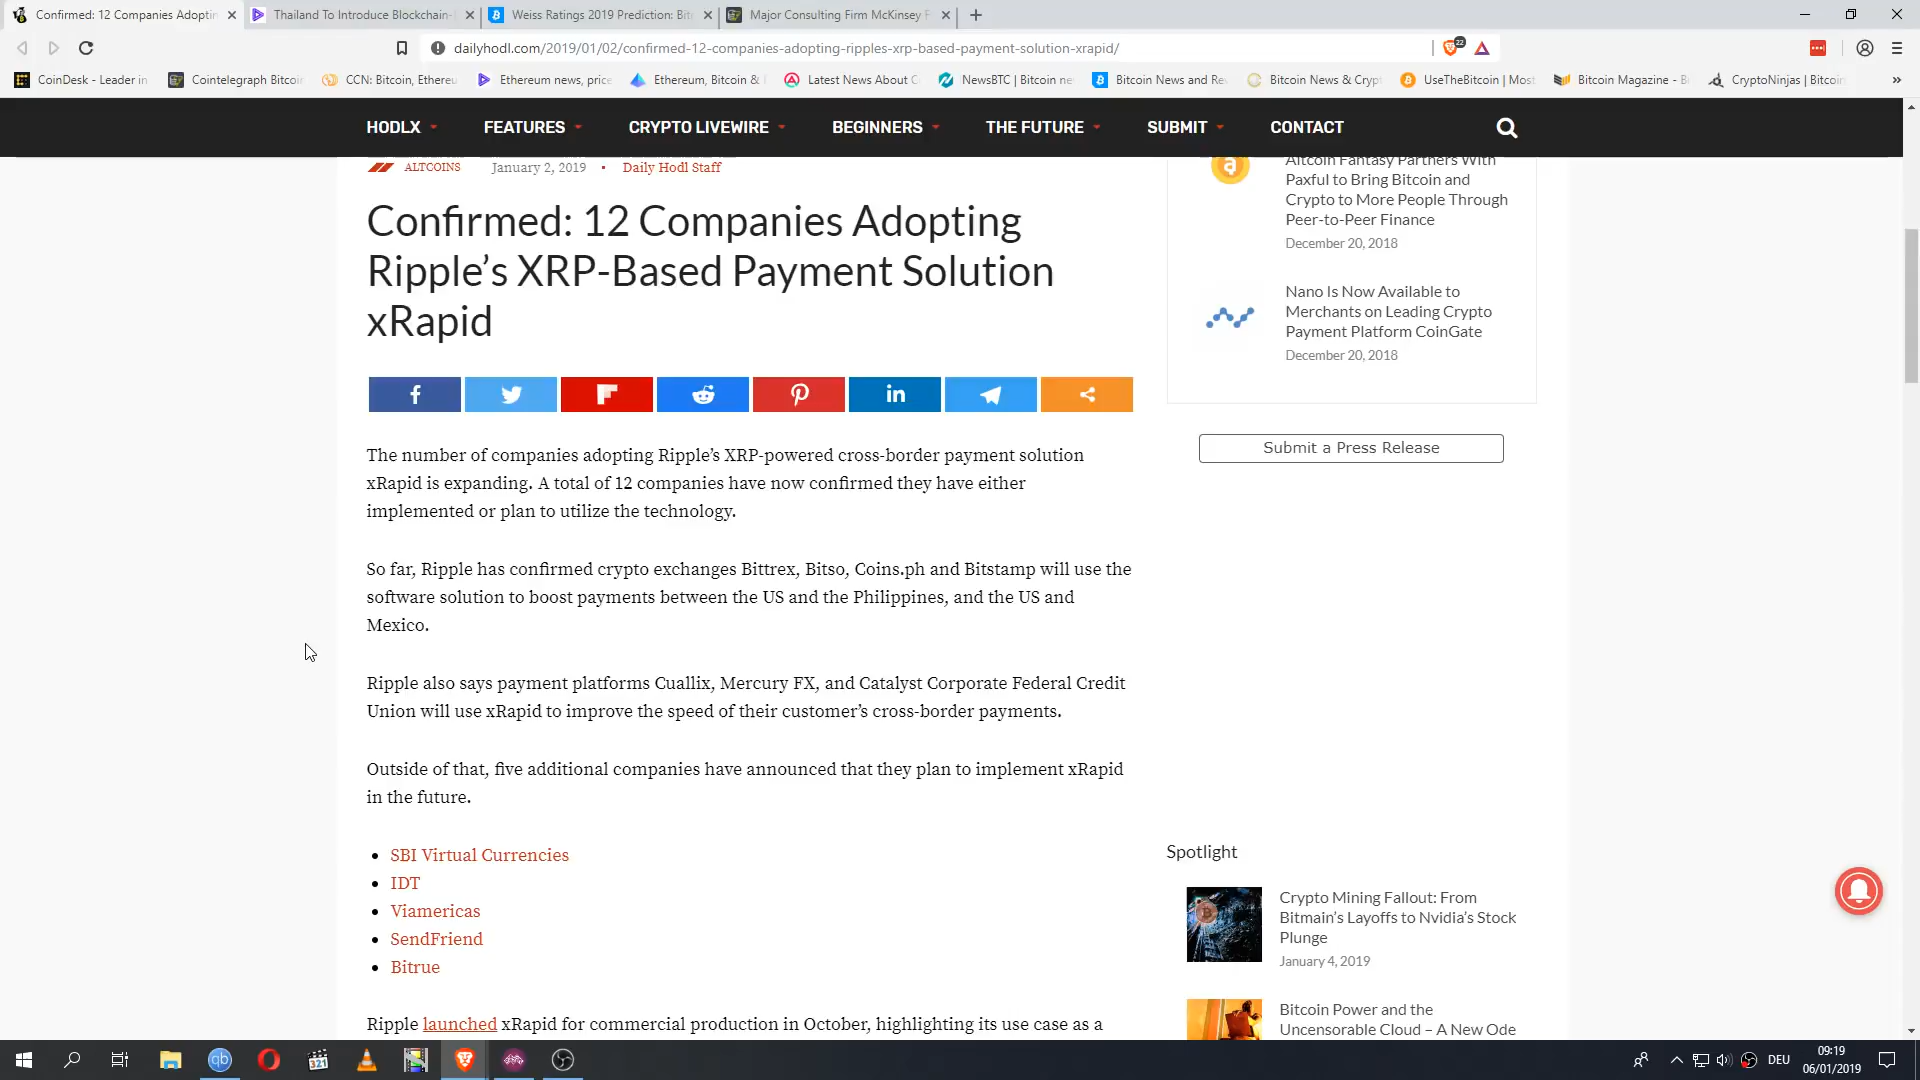 Confirmed: 12 Companies Adoptin
Thailand To Introduce Blockchain-
Weiss Ratings 2019 Prediction: Bit
Major Consulting Firm McKinsey F
dailyhodl.com/2019/01/02/confirmed-12-companies-adopting-ripples-xrp-based-payment-solution-xrapid/
22
CoinDesk - Leader in
Cointelegraph Bitcoin
CCN: Bitcoin, Ethereu
Ethereum news, price
Ethereum, Bitcoin &
Latest News About C
NewsBTC | Bitcoin ne
Bitcoin News and Re
Bitcoin News & Crypt
UseTheBitcoin | Most
Bitcoin Magazine - B
CryptoNinjas | Bitcoin
»
HODLX
FEATURES
CRYPTO LIVEWIRE
BEGINNERS
THE FUTURE
SUBMIT
CONTACT
ALTCOINS January 2, 2019 • Daily Hodl Staff
Confirmed: 12 Companies Adopting
Ripple’s XRP-Based Payment Solution
xRapid
The number of companies adopting Ripple’s XRP-powered cross-border payment solution
xRapid is expanding. A total of 12 companies have now confirmed they have either
implemented or plan to utilize the technology.
So far, Ripple has confirmed crypto exchanges Bittrex, Bitso, Coins.ph and Bitstamp will use the
software solution to boost payments between the US and the Philippines, and the US and
Mexico.
Ripple also says payment platforms Cuallix, Mercury FX, and Catalyst Corporate Federal Credit
Union will use xRapid to improve the speed of their customer’s cross-border payments.
Outside of that, five additional companies have announced that they plan to implement xRapid
in the future.
• SBI Virtual Currencies
• IDT
• Viamericas
• SendFriend
• Bitrue
Ripple launched xRapid for commercial production in October, highlighting its use case as a
Altcoin Fantasy Partners With
Paxful to Bring Bitcoin and
Crypto to More People Through
Peer-to-Peer Finance
December 20, 2018
Nano Is Now Available to
Merchants on Leading Crypto
Payment Platform CoinGate
December 20, 2018
Submit a Press Release
Spotlight
Crypto Mining Fallout: From
Bitmain’s Layoffs to Nvidia’s Stock
Plunge
January 4, 2019
Bitcoin Power and the
Uncensorable Cloud – A New Ode
qb
321
DEU
09:19
06/01/2019